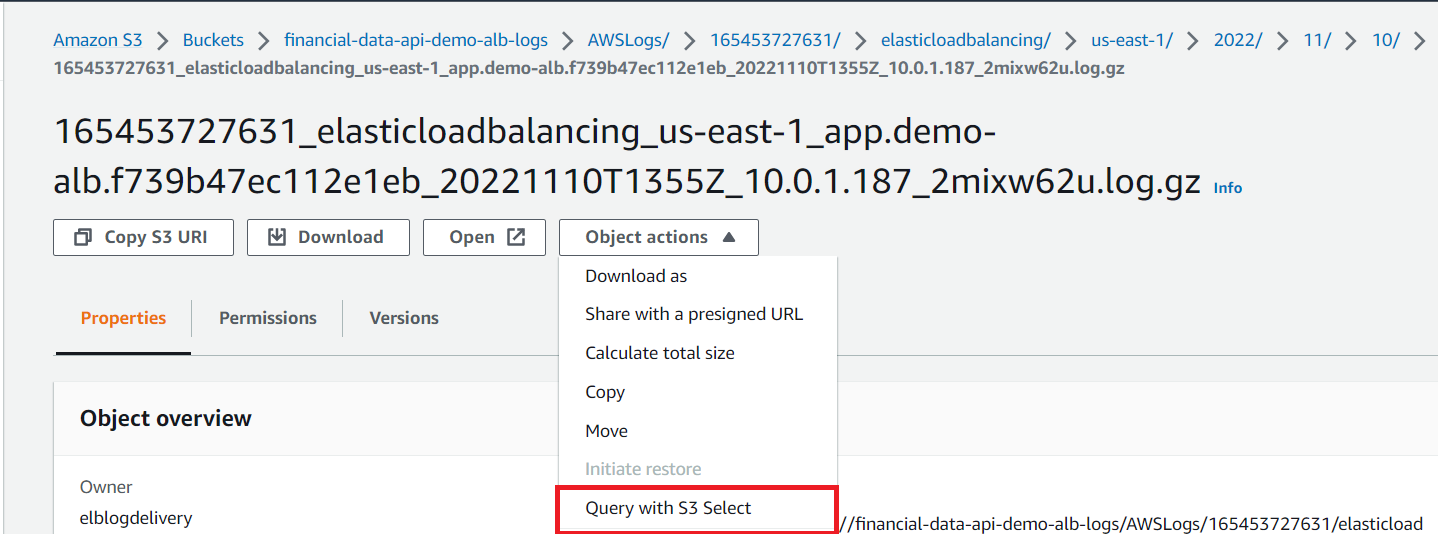 Amazon S3 > Buckets > financial-data-api-demo-alb-logs > AWSLogs/ > 165453727631/ > elasticloadbalancing/ > us-east-1/ > 2022/ > 11/ > 10/ >
165453727631_elasticloadbalancing_us-east-1_app.demo-alb.f739b47ec112e1eb_20221110T1355Z_10.0.1.187_2mixw62u.log.gz
165453727631_elasticloadbalancing_us-east-1_app.demo-
alb.f739b47ec112e1eb_20221110T1355Z_10.0.1.187_2mixw62u.log.gz Info
Copy S3 URI Download Open Object actions
Download as
Share with a presigned URL
Calculate total size
Copy
Move
Initiate restore
Query with S3 Select
Properties Permissions Versions
Object overview
Owner
elblogdelivery
//financial-data-api-demo-alb-logs/AWSLogs/165453727631/elasticload